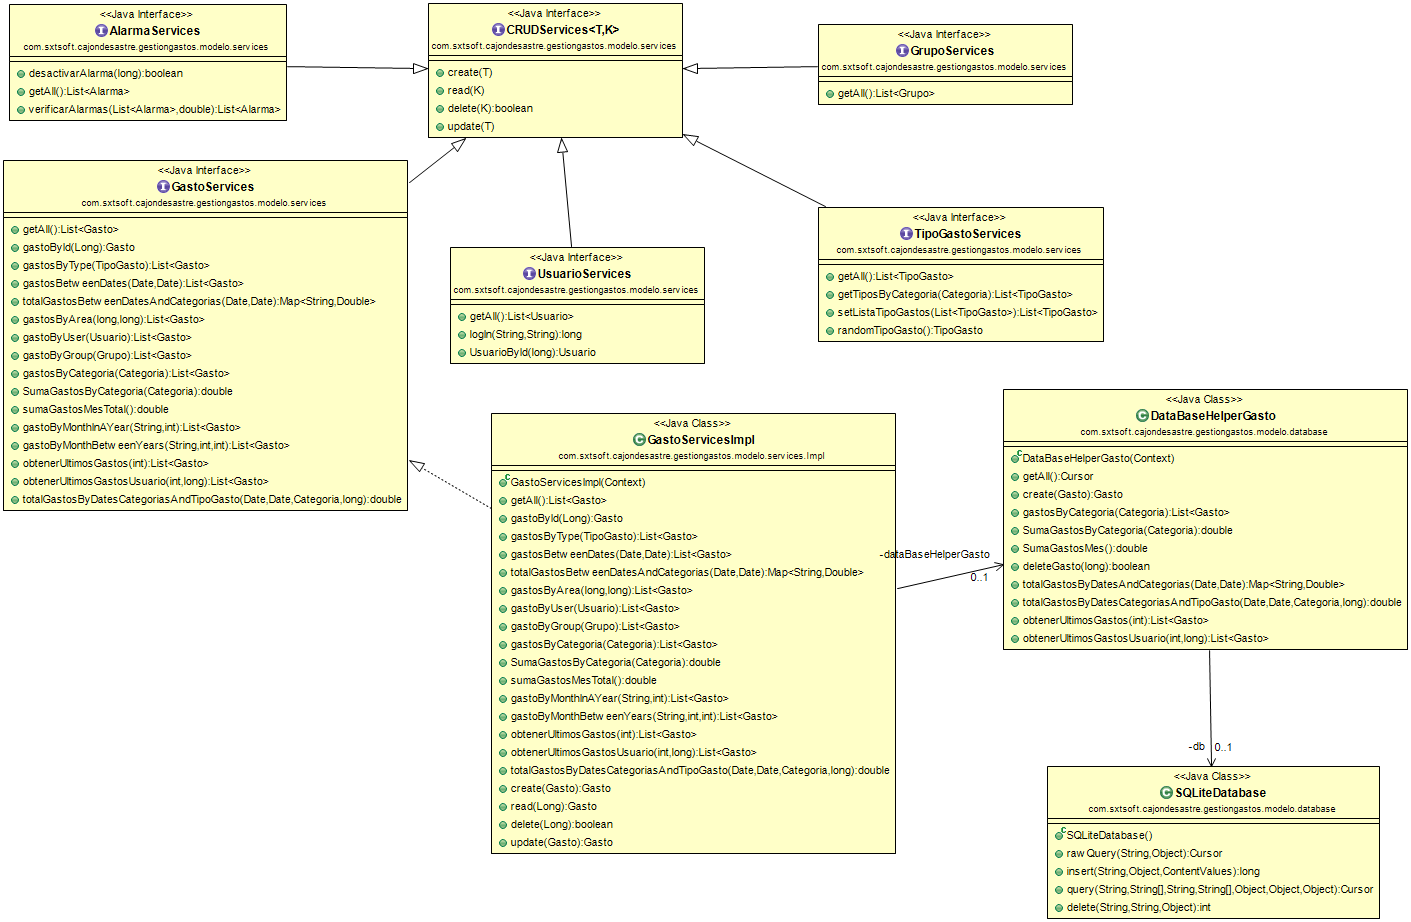 <<Java Interface>>
AlarmaServices
com.sxtsoft.cajondesastre.gestiongastos.modelo.services
desactivarAlarma(long):boolean
getAll():List<Alarma>
verificarAlarmas(List<Alarma>,double):List<Alarma>
<<Java Interface>>
CRUDServices<T,K>
com.sxtsoft.cajondesastre.gestiongastos.modelo.services
create(T)
read(K)
delete(K):boolean
update(T)
<<Java Interface>>
GrupoServices
com.sxtsoft.cajondesastre.gestiongastos.modelo.services
getAll():List<Grupo>
<<Java Interface>>
GastoServices
com.sxtsoft.cajondesastre.gestiongastos.modelo.services
getAll():List<Gasto>
gastoById(Long):Gasto
gastosByType(TipoGasto):List<Gasto>
gastosBetweenDates(Date,Date):List<Gasto>
totalGastosBetweenDatesAndCategorias(Date,Date):Map<String,Double>
gastosByArea(long,long):List<Gasto>
gastoByUser(Usuario):List<Gasto>
gastoByGroup(Grupo):List<Gasto>
gastosByCategoria(Categoria):List<Gasto>
SumaGastosByCategoria(Categoria):double
sumaGastosMesTotal():double
gastoByMonthInAYear(String,int):List<Gasto>
gastoByMonthBetweenYears(String,int,int):List<Gasto>
obtenerUltimosGastos(int):List<Gasto>
obtenerUltimosGastosUsuario(int,long):List<Gasto>
totalGastosByDatesCategoriasAndTipoGasto(Date,Date,Categoria,long):double
<<Java Interface>>
UsuarioServices
com.sxtsoft.cajondesastre.gestiongastos.modelo.services
getAll():List<Usuario>
logIn(String,String):long
UsuarioById(long):Usuario
<<Java Interface>>
TipoGastoServices
com.sxtsoft.cajondesastre.gestiongastos.modelo.services
getAll():List<TipoGasto>
getTiposByCategoria(Categoria):List<TipoGasto>
setListaTipoGastos(List<TipoGasto>):List<TipoGasto>
randomTipoGasto():TipoGasto
<<Java Class>>
GastoServicesImpl
com.sxtsoft.cajondesastre.gestiongastos.modelo.services.Impl
GastoServicesImpl(Context)
getAll():List<Gasto>
gastoById(Long):Gasto
gastosByType(TipoGasto):List<Gasto>
gastosBetweenDates(Date,Date):List<Gasto>
totalGastosBetweenDatesAndCategorias(Date,Date):Map<String,Double>
gastosByArea(long,long):List<Gasto>
gastoByUser(Usuario):List<Gasto>
gastoByGroup(Grupo):List<Gasto>
gastosByCategoria(Categoria):List<Gasto>
SumaGastosByCategoria(Categoria):double
sumaGastosMesTotal():double
gastoByMonthInAYear(String,int):List<Gasto>
gastoByMonthBetweenYears(String,int,int):List<Gasto>
obtenerUltimosGastos(int):List<Gasto>
obtenerUltimosGastosUsuario(int,long):List<Gasto>
totalGastosByDatesCategoriasAndTipoGasto(Date,Date,Categoria,long):double
create(Gasto):Gasto
read(Long):Gasto
delete(Long):boolean
update(Gasto):Gasto
-dataBaseHelperGasto
0..1
<<Java Class>>
DataBaseHelperGasto
com.sxtsoft.cajondesastre.gestiongastos.modelo.database
DataBaseHelperGasto(Context)
getAll():Cursor
create(Gasto):Gasto
gastosByCategoria(Categoria):List<Gasto>
SumaGastosByCategoria(Categoria):double
SumaGastosMes():double
deleteGasto(long):boolean
totalGastosByDatesAndCategorias(Date,Date):Map<String,Double>
totalGastosByDatesCategoriasAndTipoGasto(Date,Date,Categoria,long):double
obtenerUltimosGastos(int):List<Gasto>
obtenerUltimosGastosUsuario(int,long):List<Gasto>
-db 0..1
<<Java Class>>
SQLiteDatabase
com.sxtsoft.cajondesastre.gestiongastos.modelo.database
SQLiteDatabase()
rawQuery(String,Object):Cursor
insert(String,Object,ContentValues):long
query(String,String[],String,String[],Object,Object,Object):Cursor
delete(String,String,Object):int